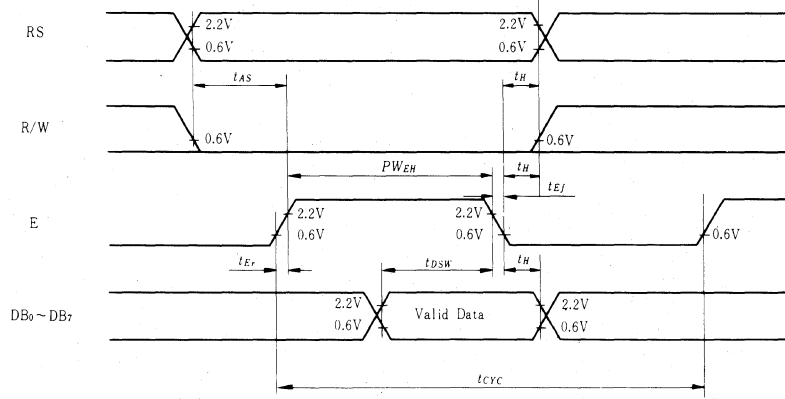 RS
2.2V
0.6V
2.2V
0.6V
tAS
tH
R/W
0.6V
0.6V
PWEH
tH
tEf
E
2.2V
0.6V
2.2V
0.6V
0.6V
tEr
tDSW
tH
DB0~DB7
2.2V
0.6V
Valid Data
2.2V
0.6V
tCYC